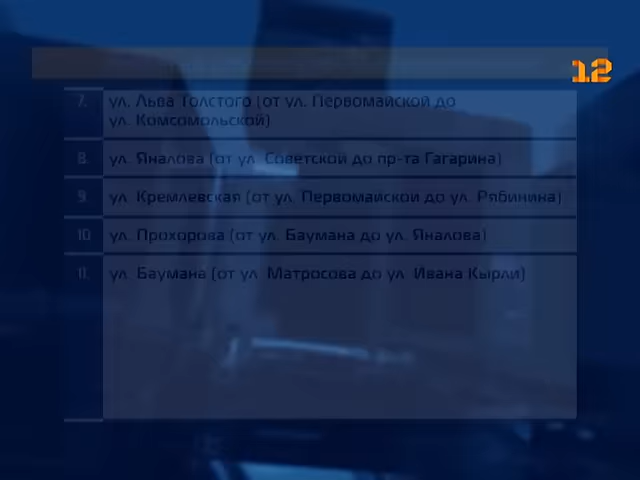 12
7. ул. Льва Толстого (от ул. Первомайской до
ул. Комсомольской)
8. ул. Яналова (от ул. Советской до пр-та Гагарина)
9. ул. Кремлевская (от ул. Первомайской до ул. Рябинина)
10 ул. Прохорова (от ул. Баумана до ул. Яналова)
11. ул. Баумана (от ул. Матросова до ул. Ивана Кырли)